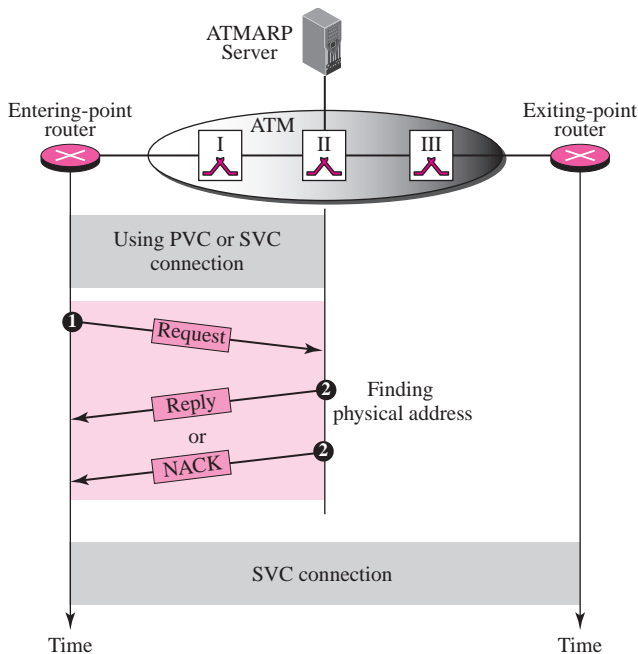 ATMARP
Server
Entering-point
router
Exiting-point
router
ATM
I
II
III
Using PVC or SVC
connection
1
Request
2
Finding
physical address
Reply
or
2
NACK
SVC connection
Time
Time